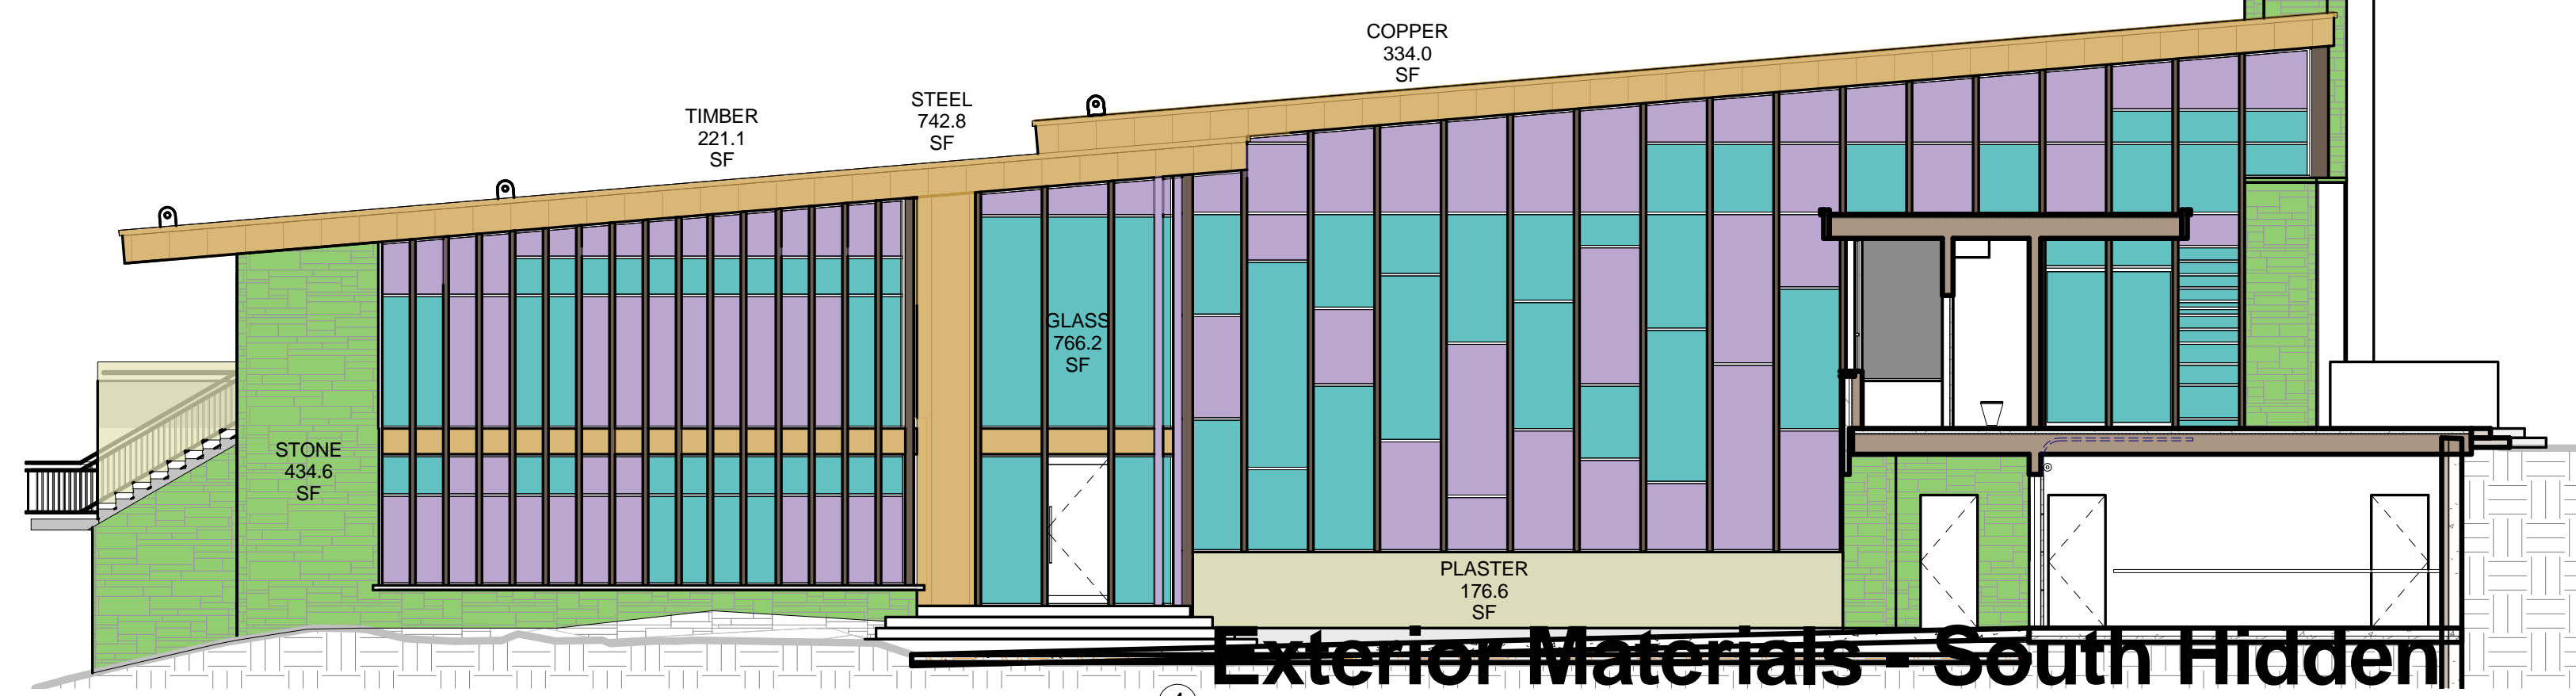 COPPER
334.0
SF
STEEL
742.8
SF
TIMBER
221.1
SF
GLASS
766.2
SF
STONE
434.6
SF
PLASTER
176.6
SF
Exterior Materials - South Hidden